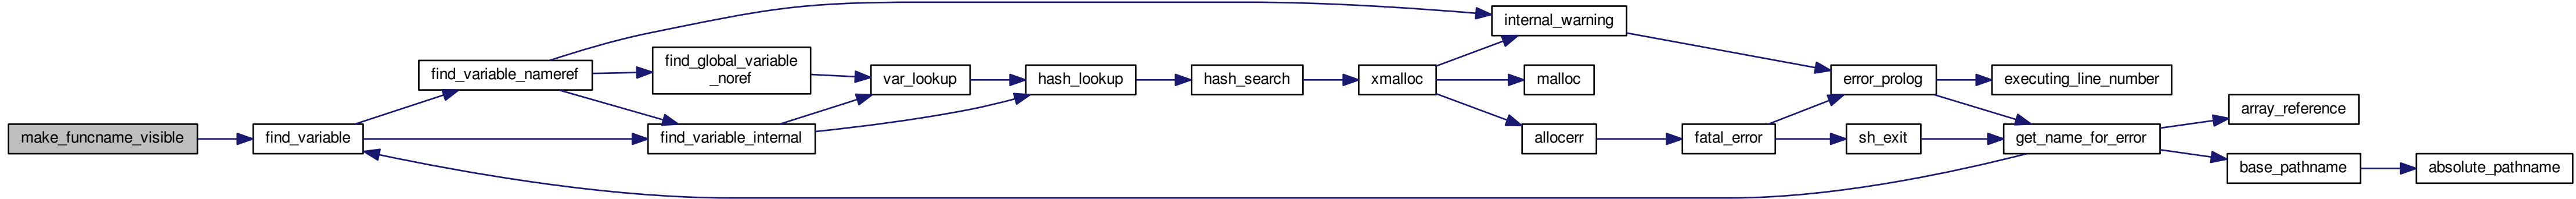 internal_warning
find_variable_nameref
find_global_variable
_noref
var_lookup
hash_lookup
hash_search
xmalloc
malloc
error_prolog
executing_line_number
array_reference
make_funcname_visible
find_variable
find_variable_internal
allocerr
fatal_error
sh_exit
get_name_for_error
base_pathname
absolute_pathname